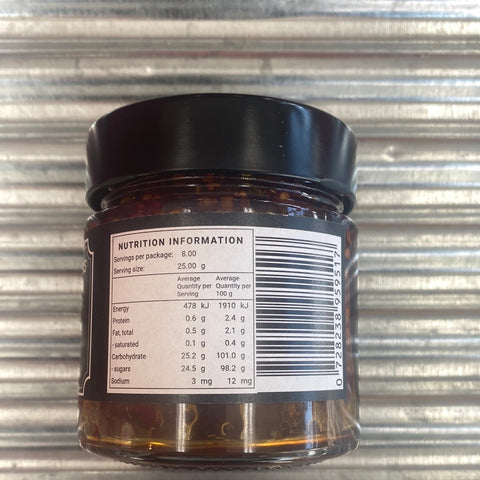 NUTRITION INFORMATION
Servings per package: 8.00
Serving size: 25.00 g
Average Quantity per Serving Average Quantity per 100 g
Energy 478 kJ 1910 kJ
Protein 0.6 g 2.4 g
Fat, total 0.5 g 2.1 g
- saturated 0.1 g 0.4 g
Carbohydrate 25.2 g 101.0 g
- sugars 24.5 g 98.2 g
Sodium 3 mg 12 mg
0 728238 959517